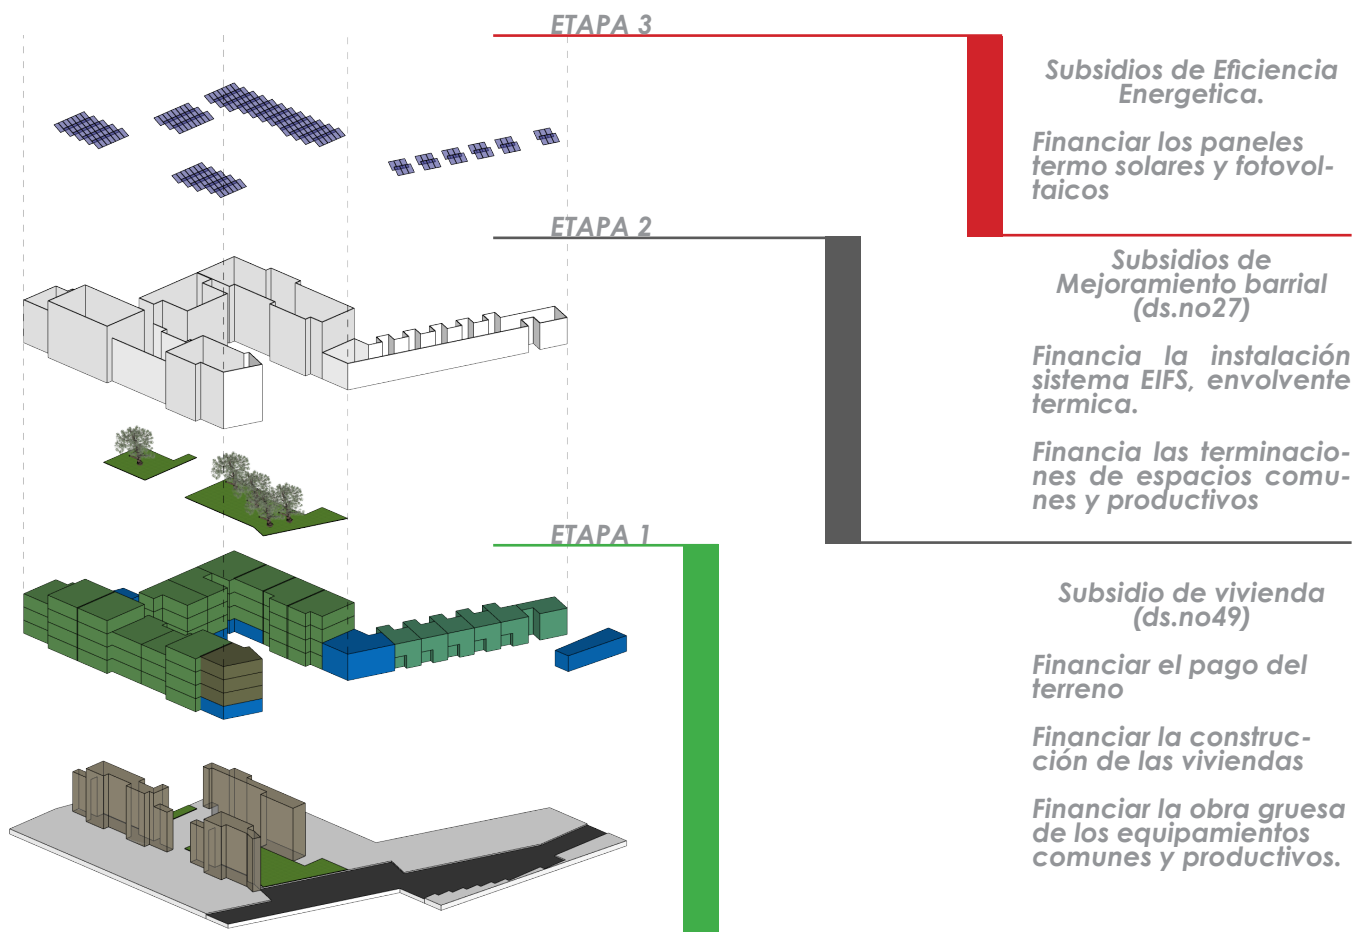 ETAPA 3
Subsidios de Eficiencia
Energetica.
Financiar los paneles
termo solares y fotovol-
taicos
ETAPA 2
Subsidios de
Mejoramiento barrial
(ds.no27)
Financia la instalación
sistema EIFS, envolvente
termica.
Financia las terminacio-
nes de espacios comu-
nes y productivos
ETAPA 1
Subsidio de vivienda
(ds.no49)
Financiar el pago del
terreno
Financiar la construc-
ción de las viviendas
Financiar la obra gruesa
de los equipamientos
comunes y productivos.